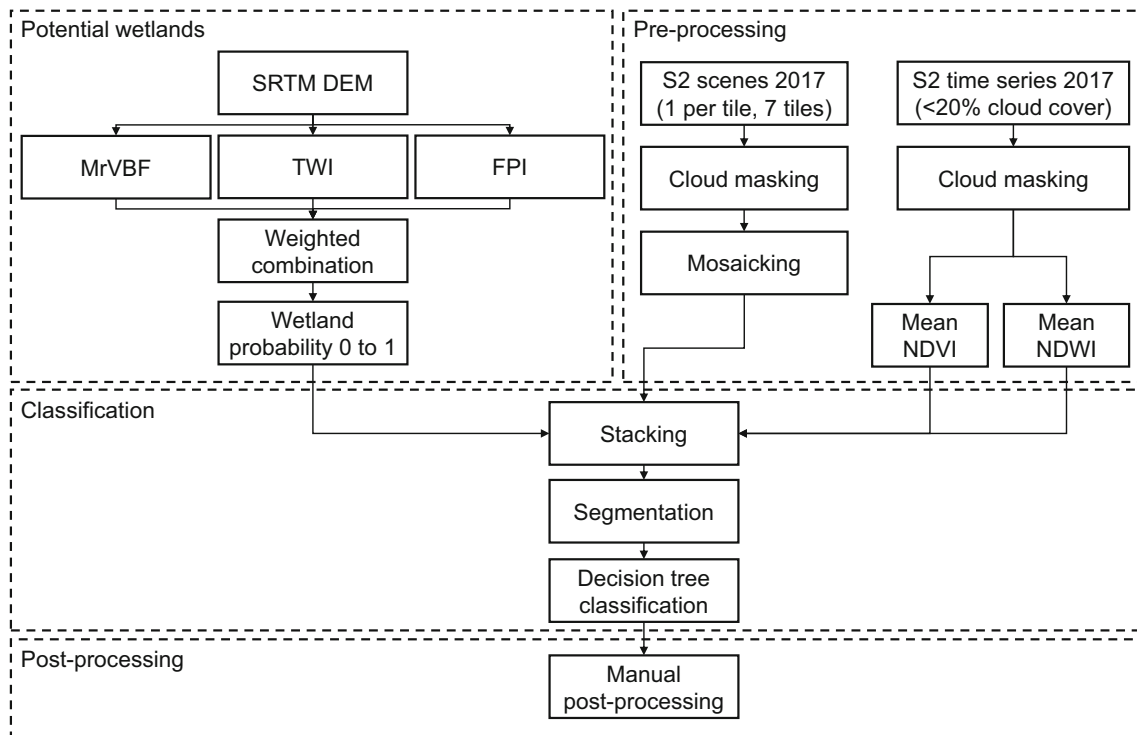 Potential wetlands
SRTM DEM
MrVBF
TWI
FPI
Weighted
combination
Wetland
probability 0 to 1
Pre-processing
S2 scenes 2017
(1 per tile, 7 tiles)
Cloud masking
Mosaicking
S2 time series 2017
(<20% cloud cover)
Cloud masking
Mean
NDVI
Mean
NDWI
Classification
Stacking
Segmentation
Decision tree
classification
Post-processing
Manual
post-processing